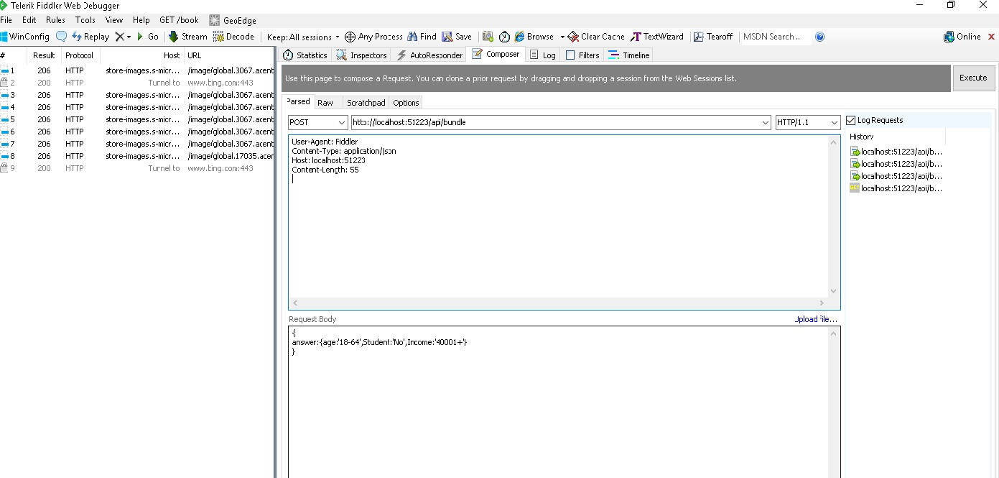 Telerik Fiddler Web Debugger
File Edit Rules Tools View Help GET /book GeoEdge
WinConfig Replay Go Stream Decode Keep: All sessions Any Process Find Save Browse Clear Cache TextWizard Tearoff MSDN Search... Online
# Result Protocol Host URL
1 206 HTTP store-images.s-micr... /image/global.3067.acent
2 200 HTTP Tunnel to www.bing.com:443
3 206 HTTP store-images.s-micr... /image/global.3067.acent
4 206 HTTP store-images.s-micr... /image/global.3067.acent
5 206 HTTP store-images.s-micr... /image/global.3067.acent
6 206 HTTP store-images.s-micr... /image/global.3067.acent
7 206 HTTP store-images.s-micr... /image/global.3067.acent
8 206 HTTP store-images.s-micr... /image/global.17035.acer
9 200 HTTP Tunnel to www.bing.com:443
Statistics Inspectors AutoResponder Composer Log Filters Timeline
Use this page to compose a Request. You can clone a prior request by dragging and dropping a session from the Web Sessions list.
Execute
Parsed Raw Scratchpad Options
POST http://localhost:51223/api/bundle HTTP/1.1
Log Requests
User-Agent: Fiddler
Content-Type: application/json
Host: localhost:51223
Content-Length: 55
History
localhost:51223/api/b...
localhost:51223/api/b...
localhost:51223/api/b...
localhost:51223/api/b...
Request Body Upload file...
{
answer:{age:'18-64',Student:'No',Income:'40001+'}
}